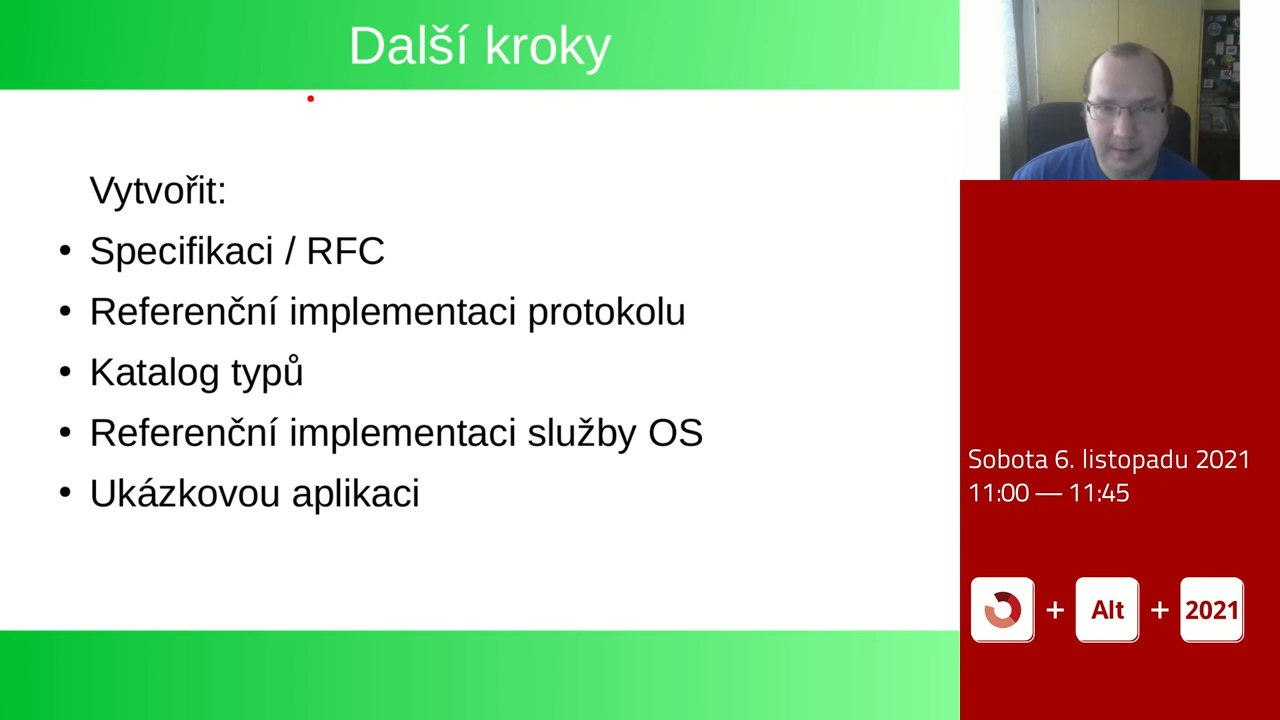 Další kroky
Vytvořit:
• Specifikaci / RFC
• Referenční implementaci protokolu
• Katalog typů
• Referenční implementaci služby OS
• Ukázkovou aplikaci
Sobota 6. listopadu 2021
11:00 — 11:45
+ Alt + 2021